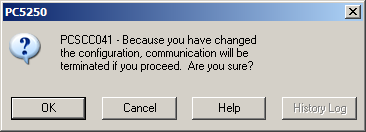 PC5250
PCSCC041 - Because you have changed
the configuration, communication will be
terminated if you proceed. Are you sure?
OK Cancel Help History Log